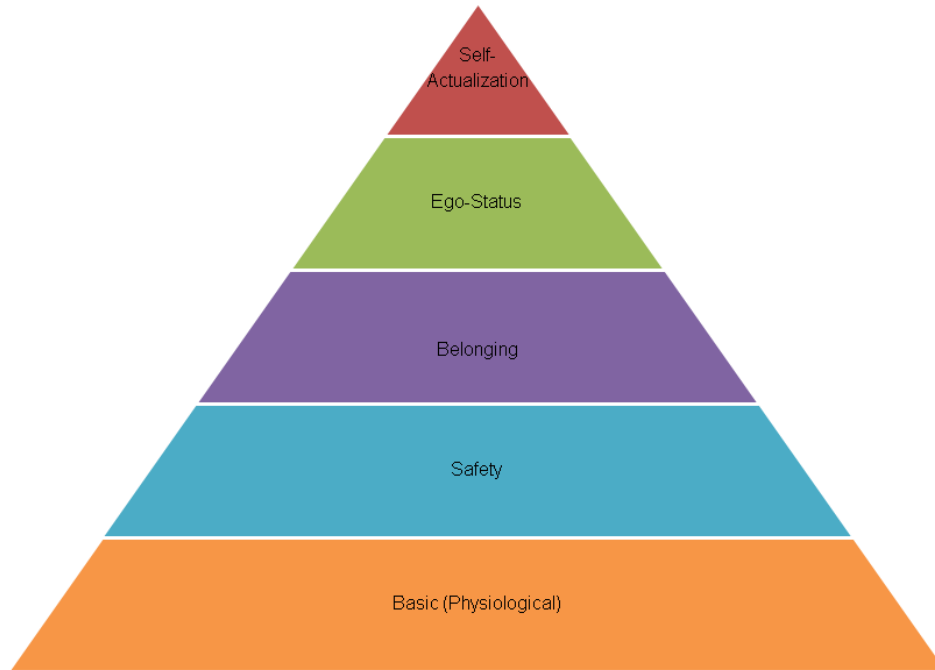 Self-
Actualization
Ego-Status
Belonging
Safety
Basic (Physiological)